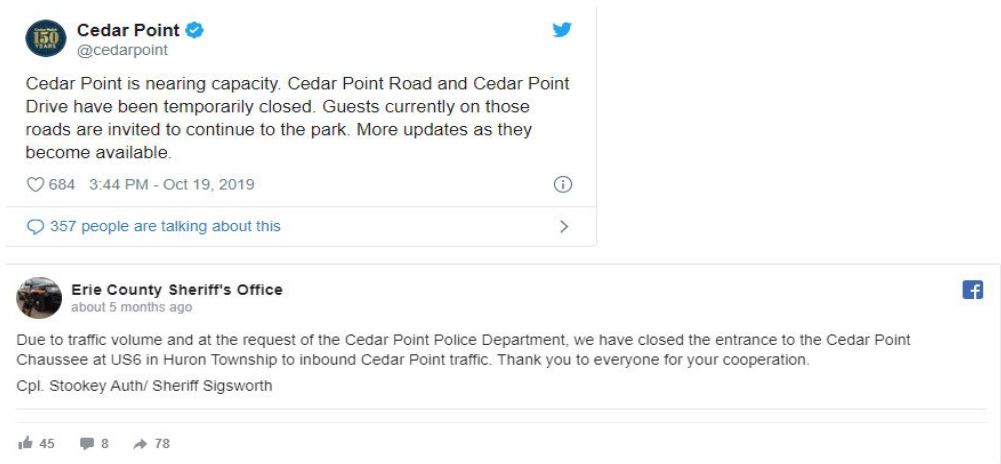 Cedar Point
@cedarpoint
Cedar Point is nearing capacity. Cedar Point Road and Cedar Point
Drive have been temporarily closed. Guests currently on those
roads are invited to continue to the park. More updates as they
become available.
684 3:44 PM - Oct 19, 2019
357 people are talking about this
Erie County Sheriff's Office
about 5 months ago
Due to traffic volume and at the request of the Cedar Point Police Department, we have closed the entrance to the Cedar Point
Chaussee at US6 in Huron Township to inbound Cedar Point traffic. Thank you to everyone for your cooperation.
Cpl. Stookey Auth/ Sheriff Sigsworth
45 8 78